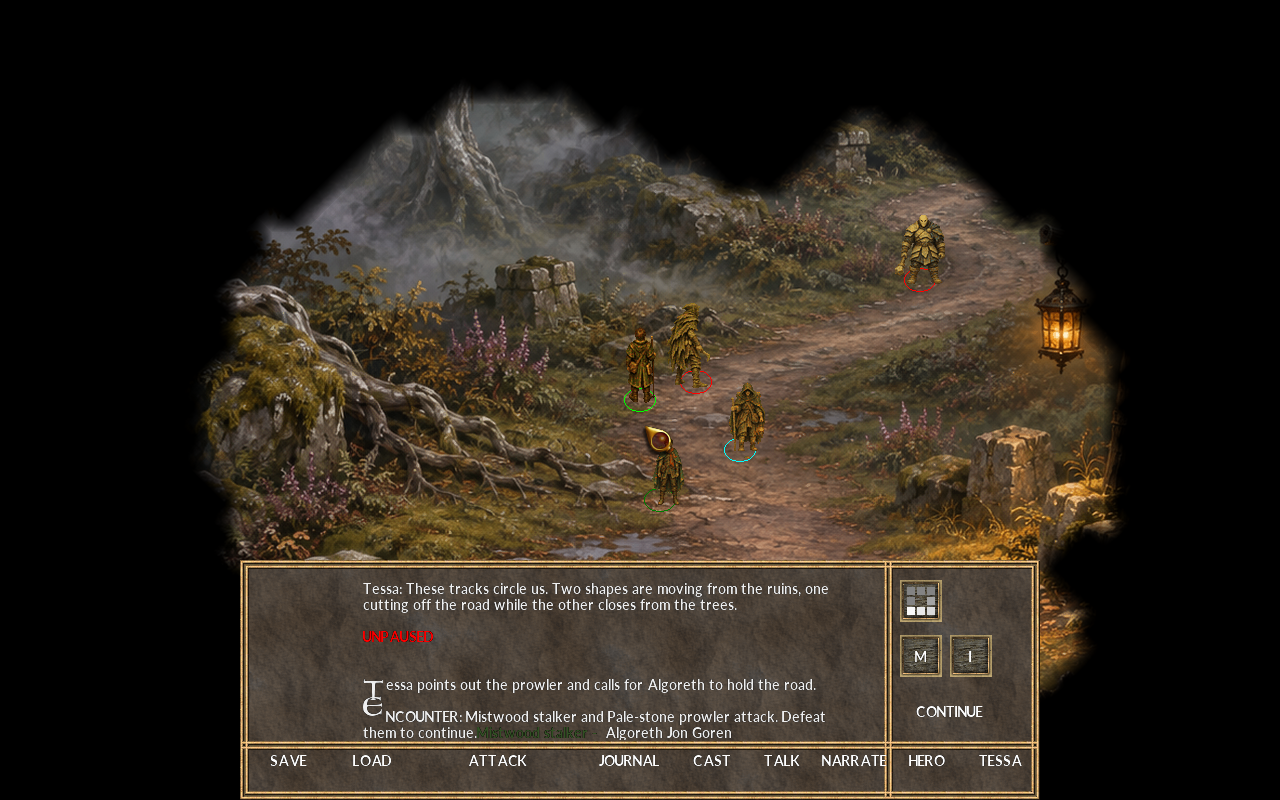 Tessa: These tracks circle us. Two shapes are moving from the ruins, one
cutting off the road while the other closes from the trees.
Tessa points out the prowler and calls for Algoreth to hold the road.
ENCOUNTER: Mistwood stalker and Pale-stone prowler attack. Defeat
them to continue. Mistwood stalker Algoreth Jon Goren
M I
CONTINUE
SAVE LOAD ATTACK JOURNAL CAST TALK NARRATE HERO TESSA